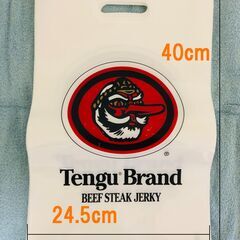 40cm
®
Tengu® Brand
BEEF STEAK JERKY
24.5cm